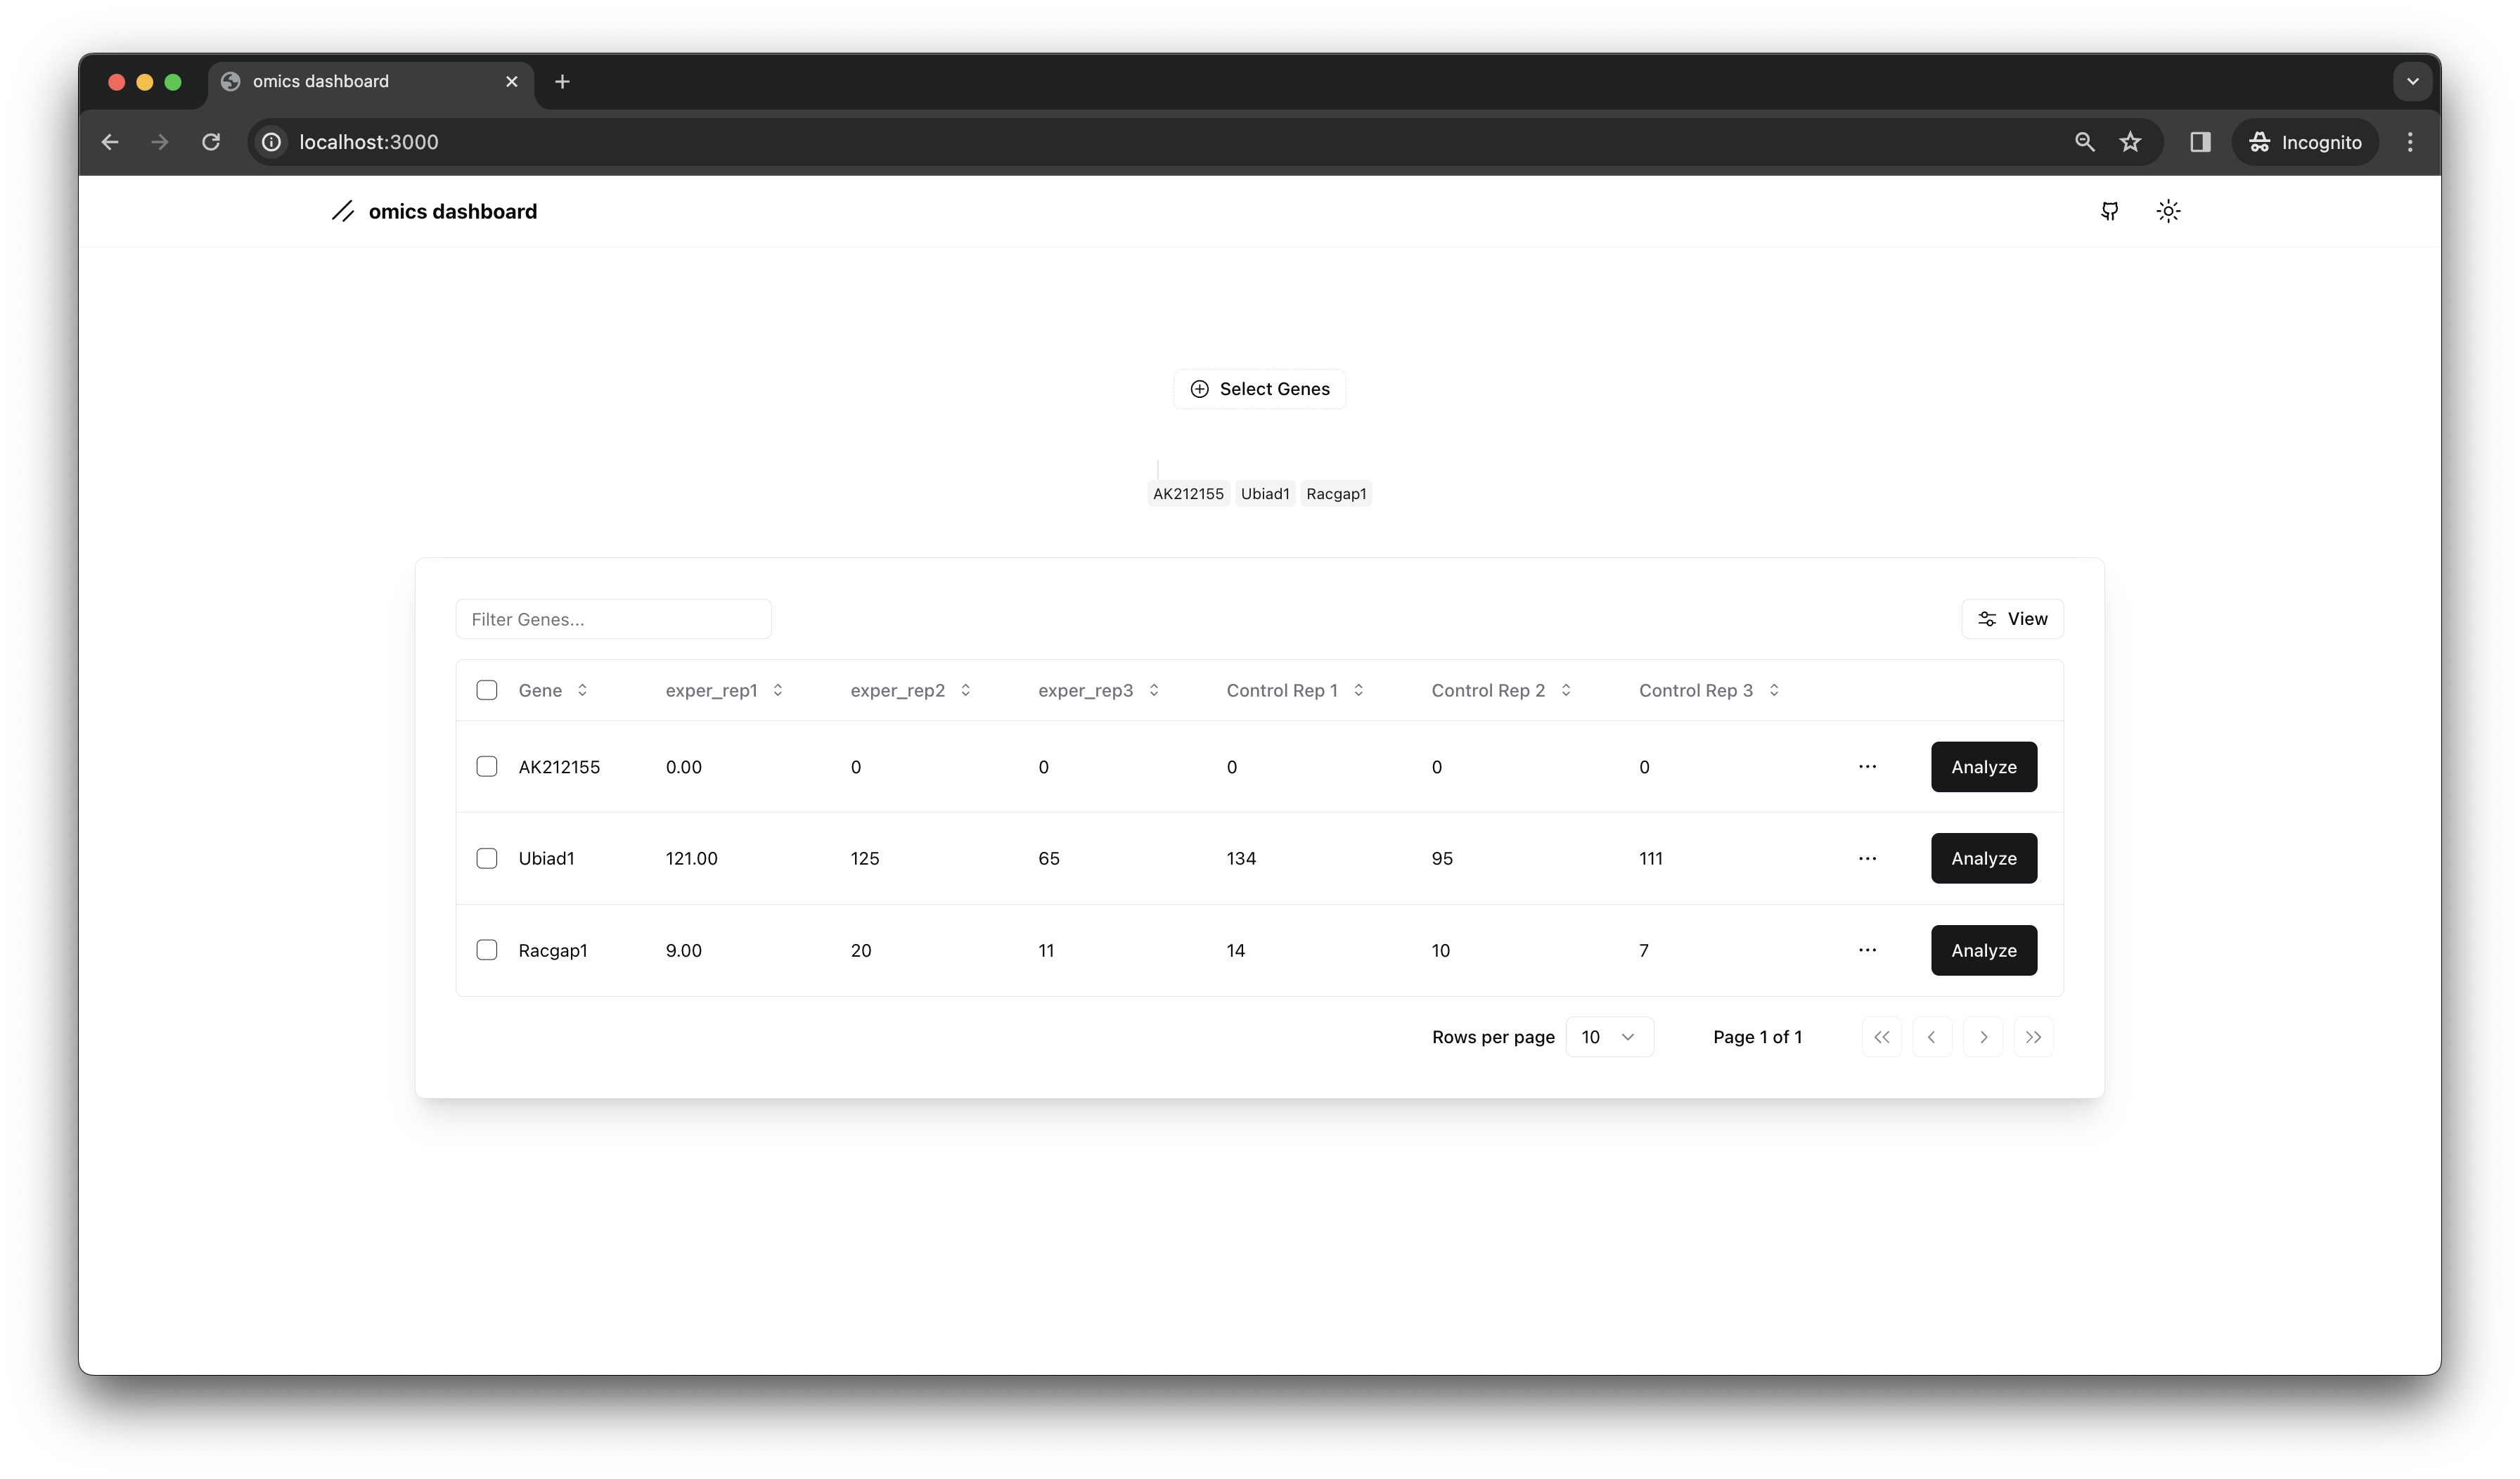 omics dashboard
localhost:3000
Incognito
omics dashboard
Select Genes
AK212155 Ubiad1 Racgap1
Filter Genes...
View
Gene exper_rep1 exper_rep2 exper_rep3 Control Rep 1 Control Rep 2 Control Rep 3
AK212155 0.00 0 0 0 0 0 Analyze
Ubiad1 121.00 125 65 134 95 111 Analyze
Racgap1 9.00 20 11 14 10 7 Analyze
Rows per page 10 Page 1 of 1